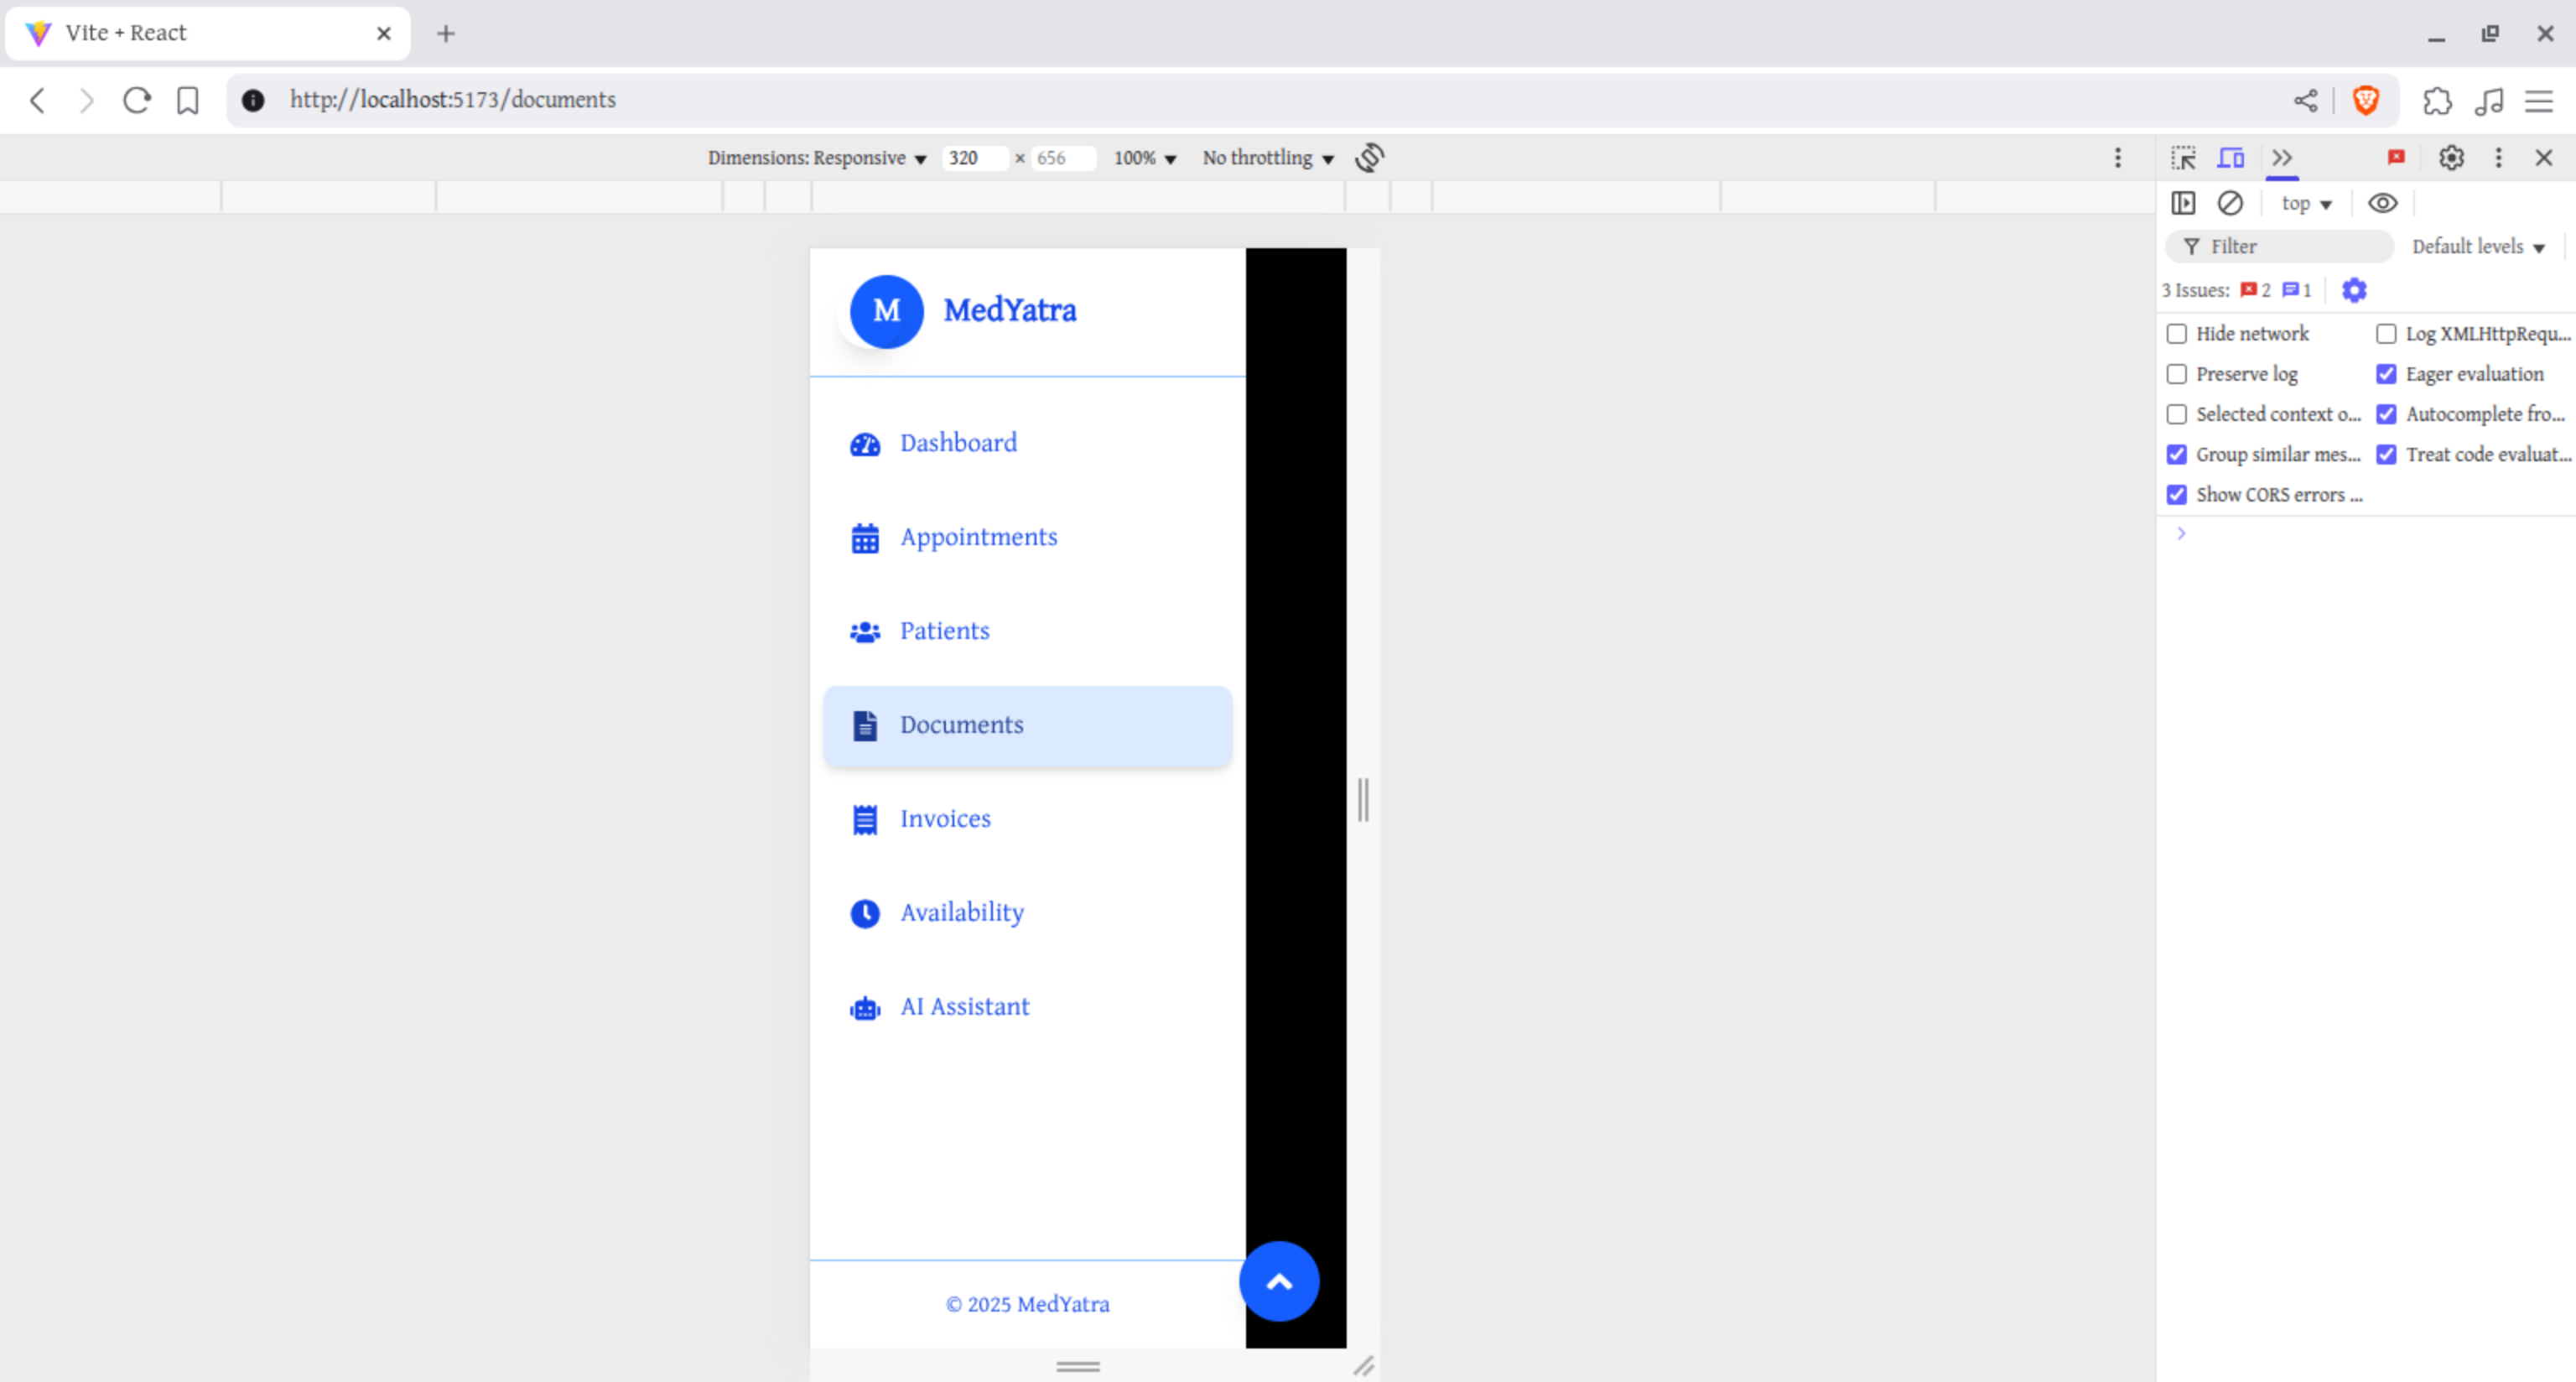 Vite + React
http://localhost:5173/documents
Dimensions: Responsive 320 × 656 100% No throttling
top
Filter Default levels
3 Issues: 2 1
Hide network Log XMLHttpRequ...
Preserve log Eager evaluation
Selected context o... Autocomplete fro...
Group similar mes... Treat code evaluat...
Show CORS errors ...
M MedYatra
Dashboard
Appointments
Patients
Documents
Invoices
Availability
AI Assistant
© 2025 MedYatra